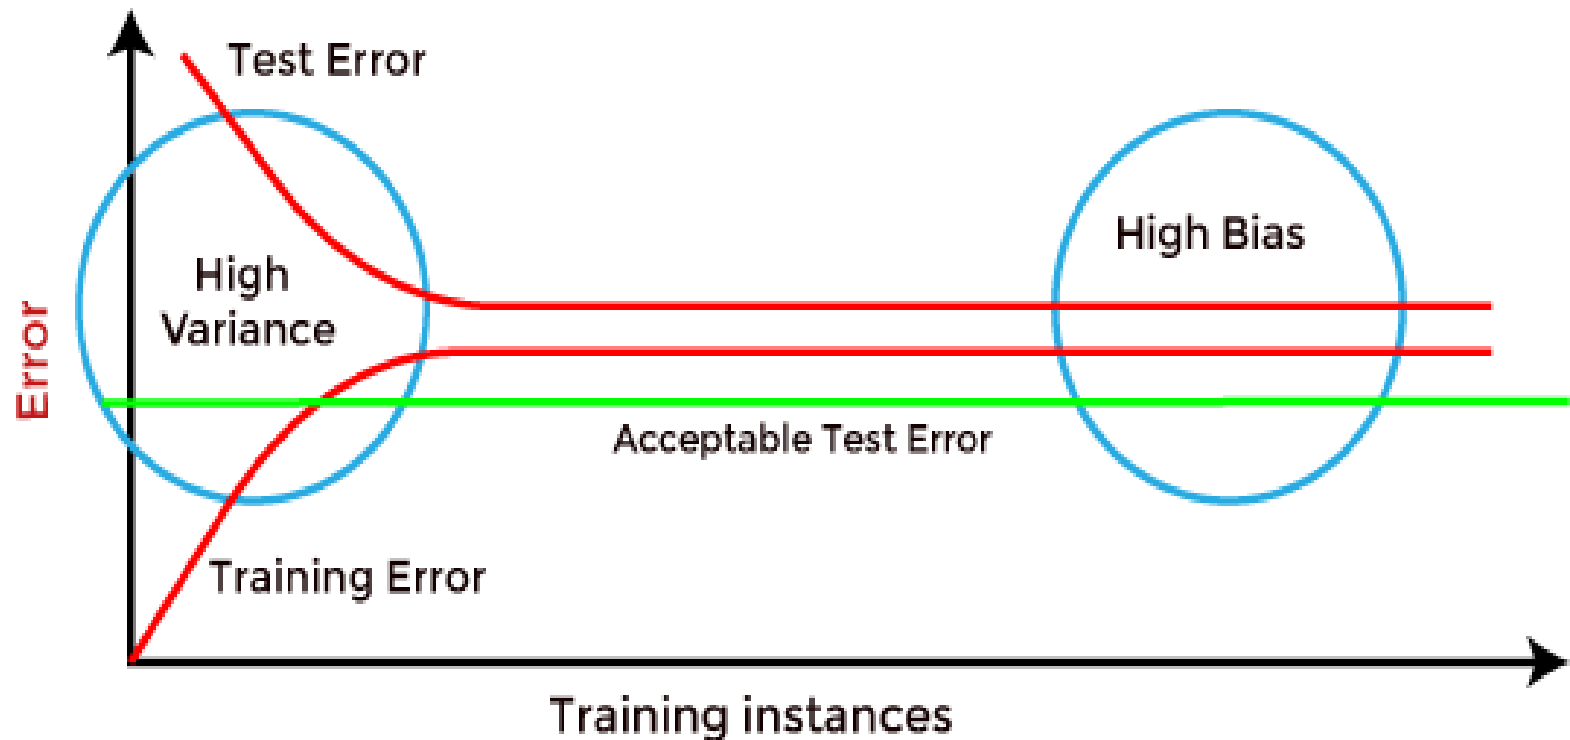 Test Error
High
Variance
High Bias
Error
Acceptable Test Error
Training Error
Training instances